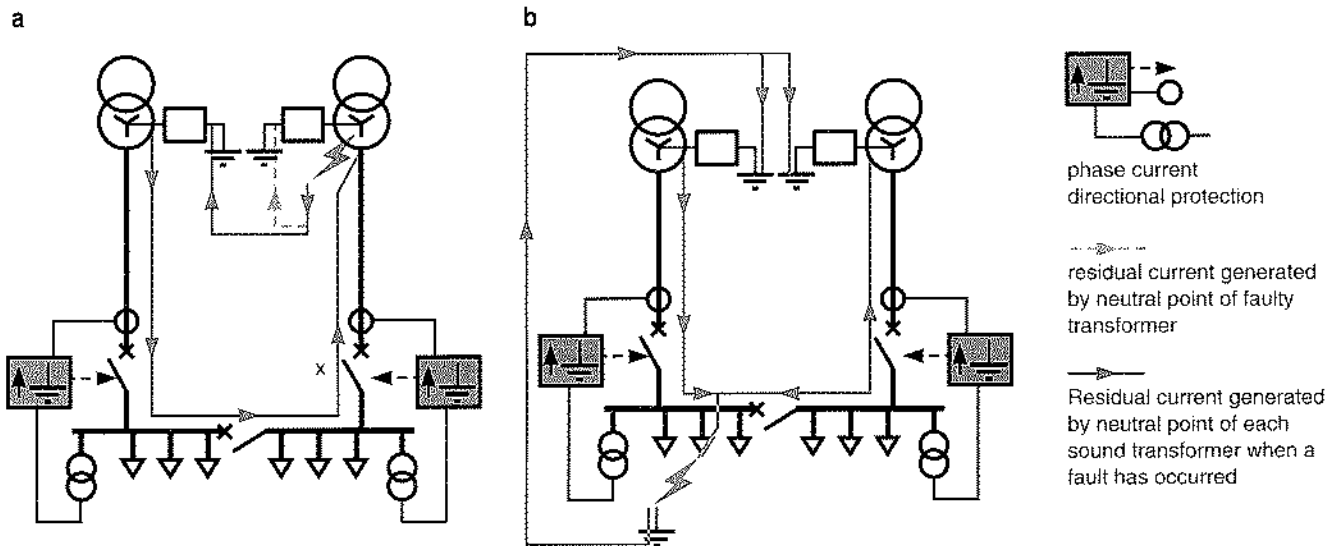 a
b
x
phase current
directional protection
residual current generated
by neutral point of faulty
transformer
Residual current generated
by neutral point of each
sound transformer when a
fault has occurred